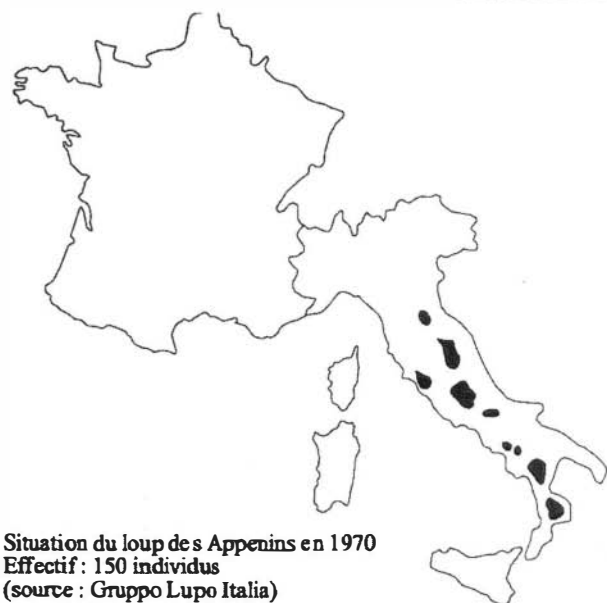 Situation du loup des Appenins en 1970
Effectif : 150 individus
(source : Gruppo Lupo Italia)